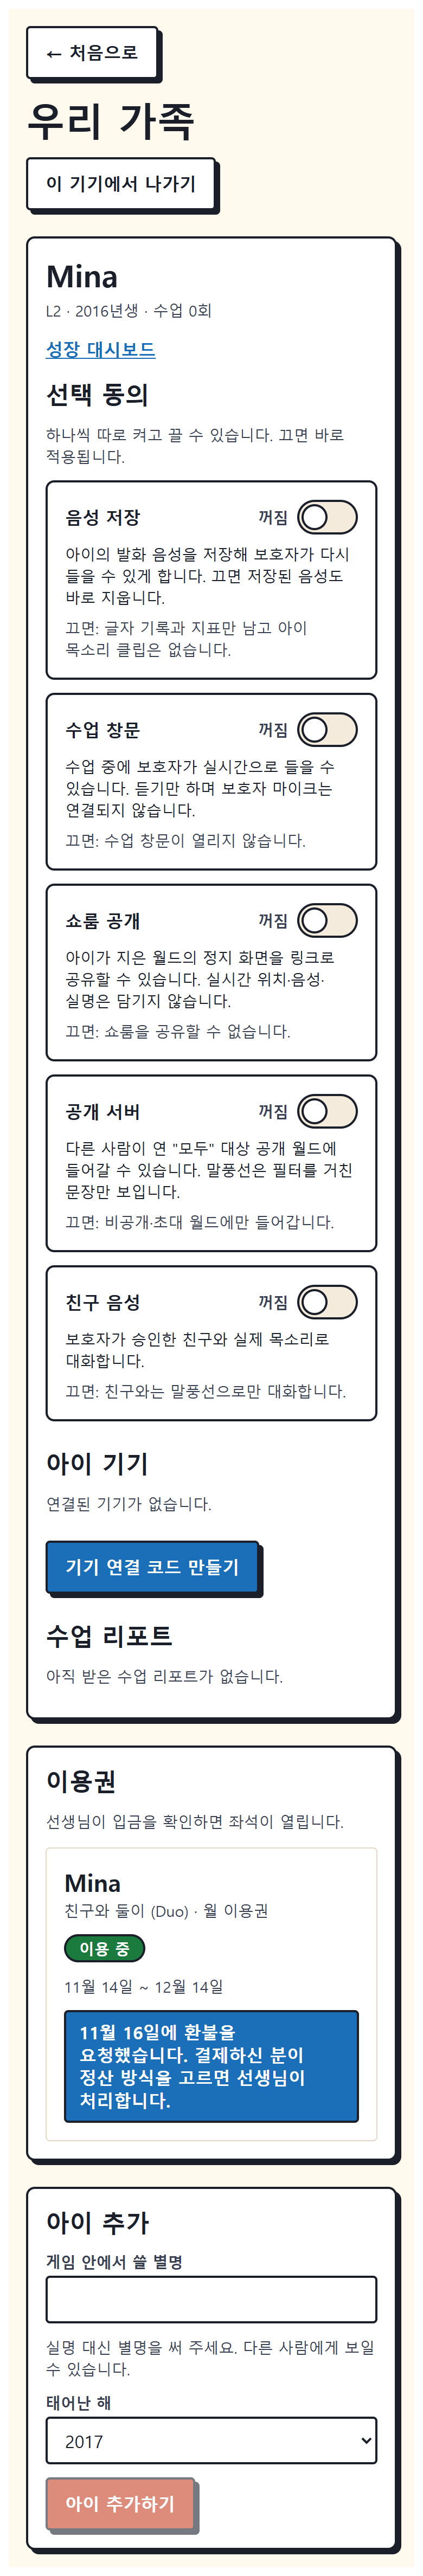 ← 처음으로
우리 가족
이 기기에서 나가기
Mina
L2 · 2016년생 · 수업 0회
성장 대시보드
선택 동의
하나씩 따로 켜고 끌 수 있습니다. 끄면 바로
적용됩니다.
음성 저장 꺼짐
아이의 발화 음성을 저장해 보호자가 다시
들을 수 있게 합니다. 끄면 저장된 음성도
바로 지웁니다.
끄면: 글자 기록과 지표만 남고 아이
목소리 클립은 없습니다.
수업 창문 꺼짐
수업 중에 보호자가 실시간으로 들을 수
있습니다. 듣기만 하며 보호자 마이크는
연결되지 않습니다.
끄면: 수업 창문이 열리지 않습니다.
쇼룸 공개 꺼짐
아이가 지은 월드의 정지 화면을 링크로
공유할 수 있습니다. 실시간 위치·음성·
실명은 담기지 않습니다.
끄면: 쇼룸을 공유할 수 없습니다.
공개 서버 꺼짐
다른 사람이 연 "모두" 대상 공개 월드에
들어갈 수 있습니다. 말풍선은 필터를 거친
문장만 보입니다.
끄면: 비공개·초대 월드에만 들어갑니다.
친구 음성 꺼짐
보호자가 승인한 친구와 실제 목소리로
대화합니다.
끄면: 친구와는 말풍선으로만 대화합니다.
아이 기기
연결된 기기가 없습니다.
기기 연결 코드 만들기
수업 리포트
아직 받은 수업 리포트가 없습니다.
이용권
선생님이 입금을 확인하면 좌석이 열립니다.
Mina
친구와 둘이 (Duo) · 월 이용권
이용 중
11월 14일 ~ 12월 14일
11월 16일에 환불을
요청했습니다. 결제하신 분이
정산 방식을 고르면 선생님이
처리합니다.
아이 추가
게임 안에서 쓸 별명
실명 대신 별명을 써 주세요. 다른 사람에게 보일
수 있습니다.
태어난 해
2017
아이 추가하기